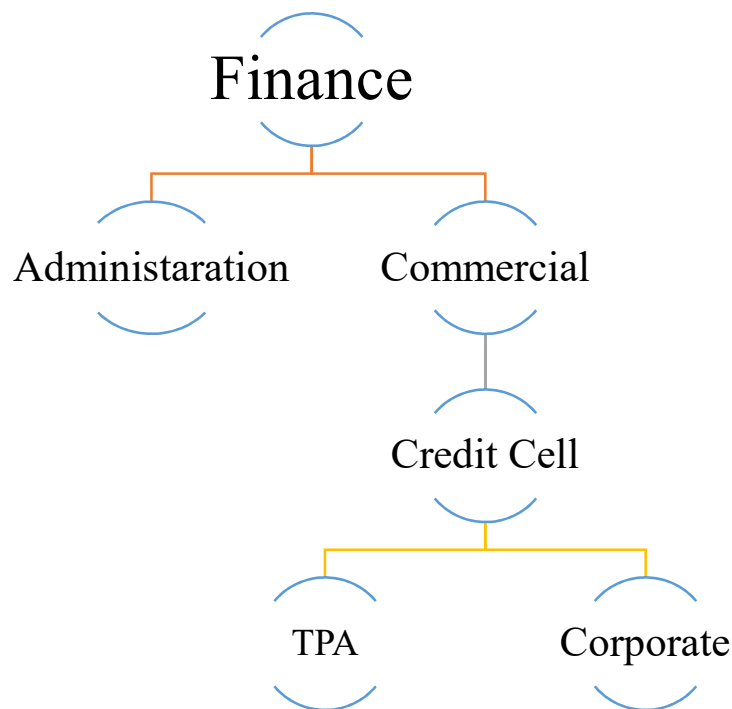 Finance
Administaration
Commercial
Credit Cell
TPA
Corporate